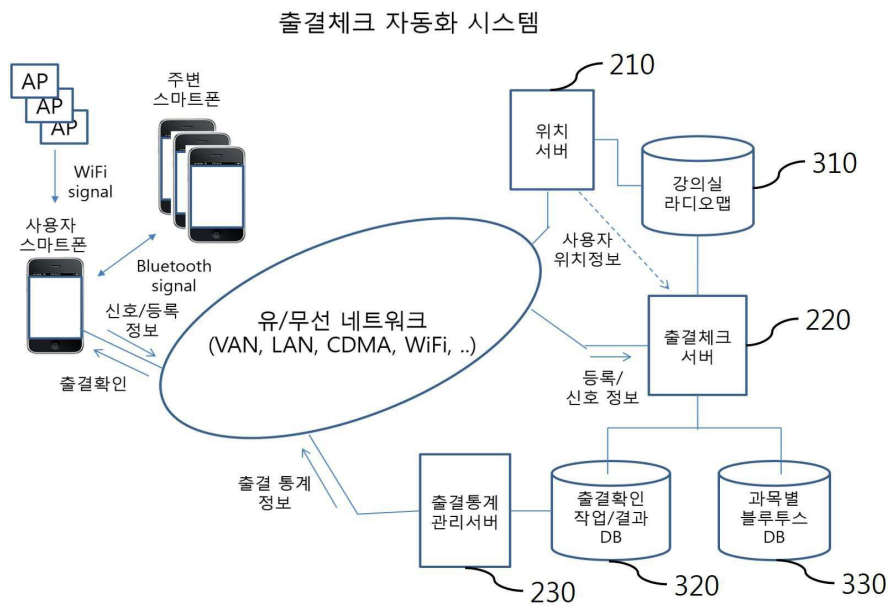 출결체크 자동화 시스템
210
AP
AP
AP
주변
스마트폰
위치
서버
310
강의실
라디오맵
WiFi
signal
사용자
스마트폰
사용자
위치정보
Bluetooth
signal
220
신호/등록
정보
유/무선 네트워크
(VAN, LAN, CDMA, WiFi, ..)
출결체크
서버
출결확인
등록/
신호 정보
출결 통계
정보
출결통계
관리서버
출결확인
작업/결과
DB
과목별
블루투스
DB
230
320
330